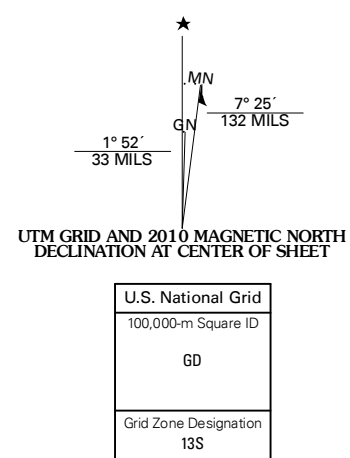 MN
7° 25´
132 MILS
GN
1° 52´
33 MILS
UTM GRID AND 2010 MAGNETIC NORTH
DECLINATION AT CENTER OF SHEET
U.S. National Grid
100,000-m Square ID
GD
Grid Zone Designation
13S